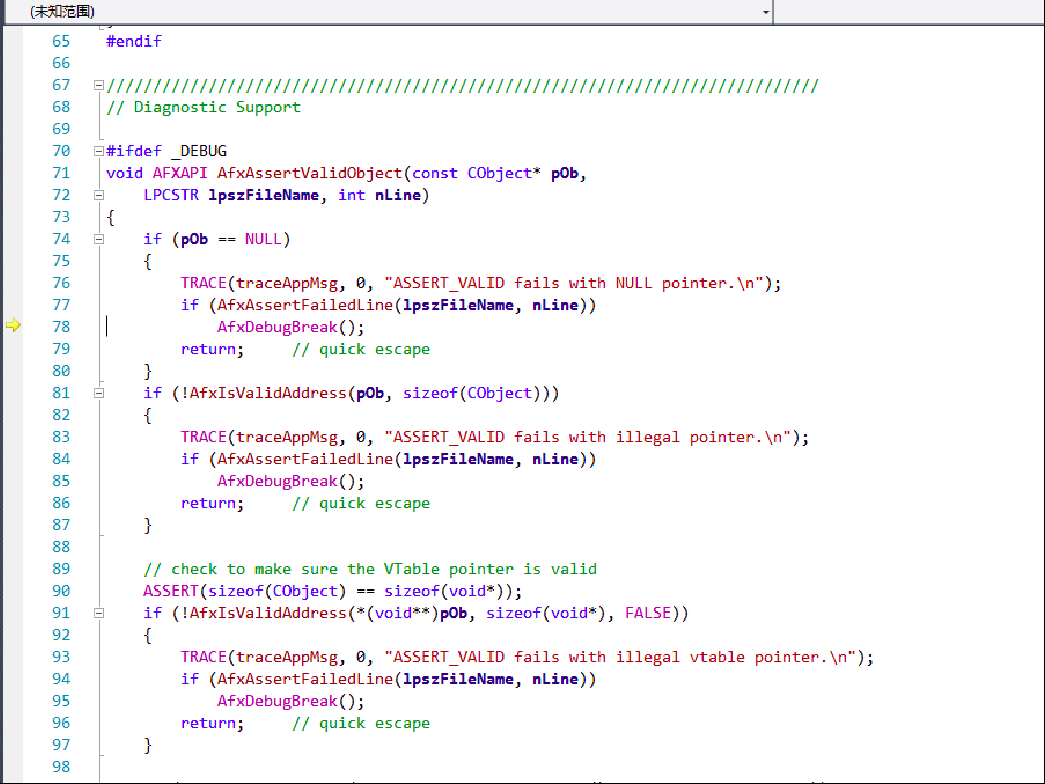 (未知范围)
65 #endif
66
67 /////////////////////////////////////////////////////////////////////////////
68 // Diagnostic Support
69
70 #ifdef _DEBUG
71 void AFXAPI AfxAssertValidObject(const CObject* pOb,
72 LPCSTR lpszFileName, int nLine)
73 {
74 if (pOb == NULL)
75 {
76 TRACE(traceAppMsg, 0, "ASSERT_VALID fails with NULL pointer.\n");
77 if (AfxAssertFailedLine(lpszFileName, nLine))
78 AfxDebugBreak();
79 return; // quick escape
80 }
81 if (!AfxIsValidAddress(pOb, sizeof(CObject)))
82 {
83 TRACE(traceAppMsg, 0, "ASSERT_VALID fails with illegal pointer.\n");
84 if (AfxAssertFailedLine(lpszFileName, nLine))
85 AfxDebugBreak();
86 return; // quick escape
87 }
88
89 // check to make sure the VTable pointer is valid
90 ASSERT(sizeof(CObject) == sizeof(void*));
91 if (!AfxIsValidAddress(*(void**)pOb, sizeof(void*), FALSE))
92 {
93 TRACE(traceAppMsg, 0, "ASSERT_VALID fails with illegal vtable pointer.\n");
94 if (AfxAssertFailedLine(lpszFileName, nLine))
95 AfxDebugBreak();
96 return; // quick escape
97 }
98